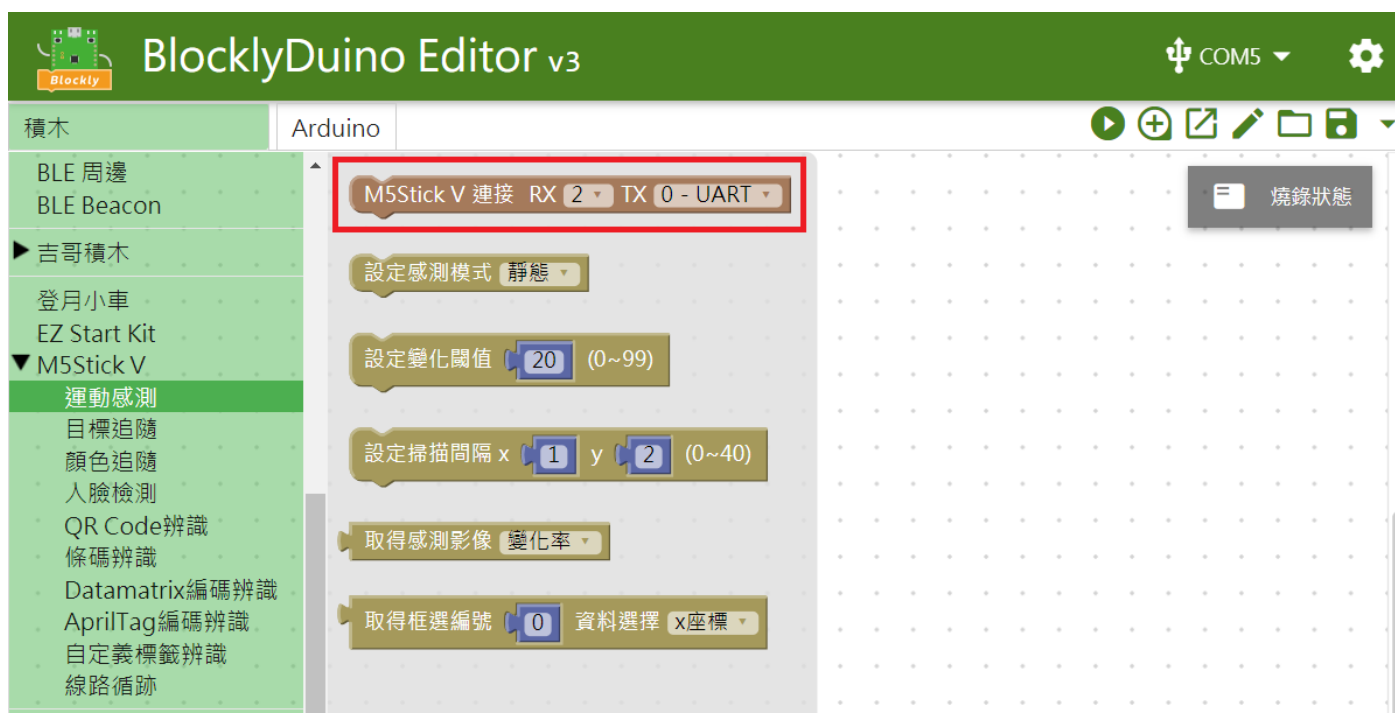 Blockly
BlocklyDuino Editor v3
COM5
積木
Arduino
BLE 周邊
BLE Beacon
吉哥積木
登月小車
EZ Start Kit
M5Stick V
運動感測
目標追隨
顏色追隨
人臉檢測
QR Code辨識
條碼辨識
Datamatrix編碼辨識
AprilTag編碼辨識
自定義標籤辨識
線路循跡
M5Stick V 連接 RX 2 TX 0 - UART
設定感測模式 靜態
設定變化閾值 20 (0~99)
設定掃描間隔 x 1 y 2 (0~40)
取得感測影像 變化率
取得框選編號 0 資料選擇 x座標
燒錄狀態